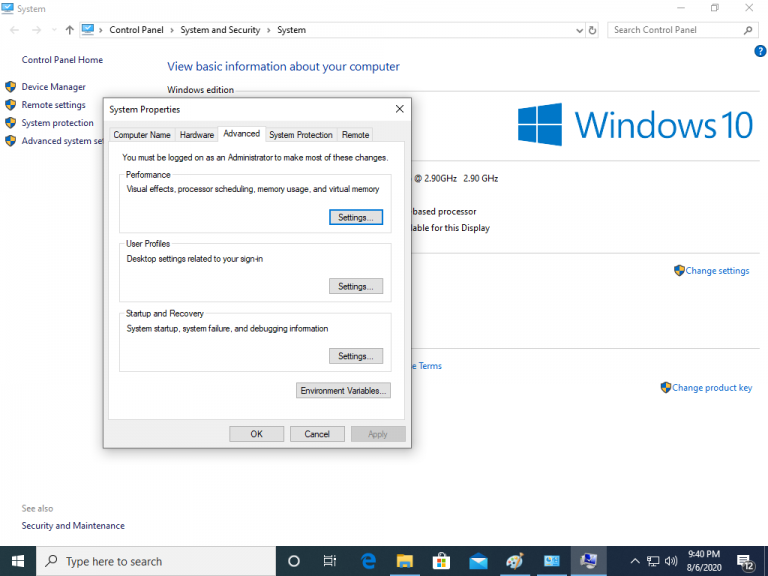 System
Control Panel > System and Security > System
Search Control Panel
Control Panel Home
Device Manager
Remote settings
System protection
Advanced system set
View basic information about your computer
Windows edition
Windows 10
System Properties
Computer Name Hardware Advanced System Protection Remote
You must be logged on as an Administrator to make most of these changes.
Performance
Visual effects, processor scheduling, memory usage, and virtual memory
Settings...
User Profiles
Desktop settings related to your sign-in
Settings...
Startup and Recovery
System startup, system failure, and debugging information
Settings...
Environment Variables...
OK Cancel Apply
@ 2.90GHz 2.90 GHz
based processor
lable for this Display
Change settings
e Terms
Change product key
See also
Security and Maintenance
Type here to search
9:40 PM
8/6/2020
12